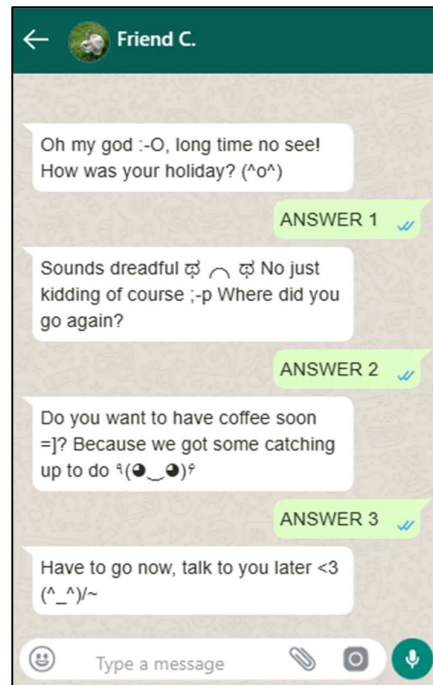 Friend C.
Oh my god :-O, long time no see!
How was your holiday? (^o^)
ANSWER 1
Sounds dreadful ಥ ︵ ಥ No just
kidding of course ;-p Where did you
go again?
ANSWER 2
Do you want to have coffee soon
=]? Because we got some catching
up to do ٩(◕‿◕)۶
ANSWER 3
Have to go now, talk to you later <3
(^_^)/~
Type a message